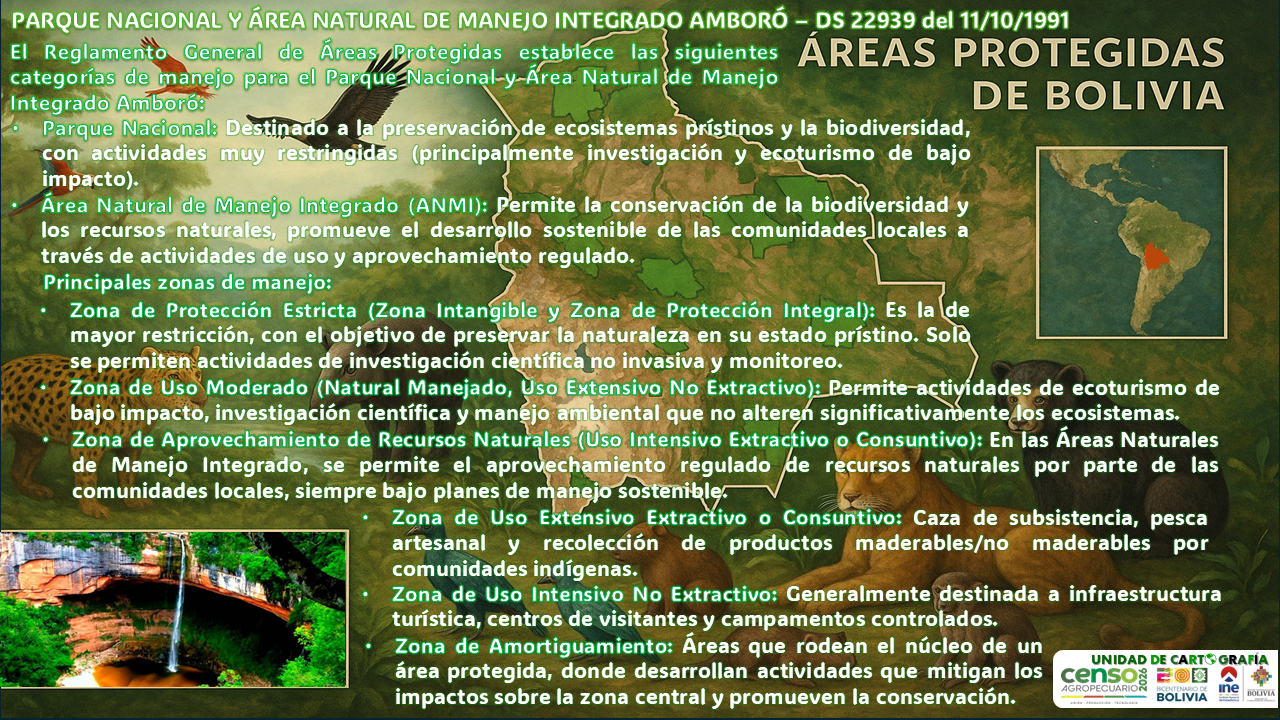 PARQUE NACIONAL Y ÁREA NATURAL DE MANEJO INTEGRADO AMBORÓ – DS 22939 del 11/10/1991
ÁREAS PROTEGIDAS
DE BOLIVIA
El Reglamento General de Áreas Protegidas establece las siguientes
categorías de manejo para el Parque Nacional y Área Natural de Manejo
Integrado Amboró:
• Parque Nacional: Destinado a la preservación de ecosistemas prístinos y la biodiversidad,
con actividades muy restringidas (principalmente investigación y ecoturismo de bajo
impacto).
• Área Natural de Manejo Integrado (ANMI): Permite la conservación de la biodiversidad y
los recursos naturales, promueve el desarrollo sostenible de las comunidades locales a
través de actividades de uso y aprovechamiento regulado.
Principales zonas de manejo:
• Zona de Protección Estricta (Zona Intangible y Zona de Protección Integral): Es la de
mayor restricción, con el objetivo de preservar la naturaleza en su estado prístino. Solo
se permiten actividades de investigación científica no invasiva y monitoreo.
• Zona de Uso Moderado (Natural Manejado, Uso Extensivo No Extractivo): Permite actividades de ecoturismo de
bajo impacto, investigación científica y manejo ambiental que no alteren significativamente los ecosistemas.
• Zona de Aprovechamiento de Recursos Naturales (Uso Intensivo Extractivo o Consuntivo): En las Áreas Naturales
de Manejo Integrado, se permite el aprovechamiento regulado de recursos naturales por parte de las
comunidades locales, siempre bajo planes de manejo sostenible.
• Zona de Uso Extensivo Extractivo o Consuntivo: Caza de subsistencia, pesca
artesanal y recolección de productos maderables/no maderables por
comunidades indígenas.
• Zona de Uso Intensivo No Extractivo: Generalmente destinada a infraestructura
turística, centros de visitantes y campamentos controlados.
• Zona de Amortiguamiento: Áreas que rodean el núcleo de un
área protegida, donde desarrollan actividades que mitigan los
impactos sobre la zona central y promueven la conservación.
UNIDAD DE CARTOGRAFÍA
censo
AGROPECUARIO
2026
BICENTENARIO DE
BOLIVIA
ine
BOLIVIA